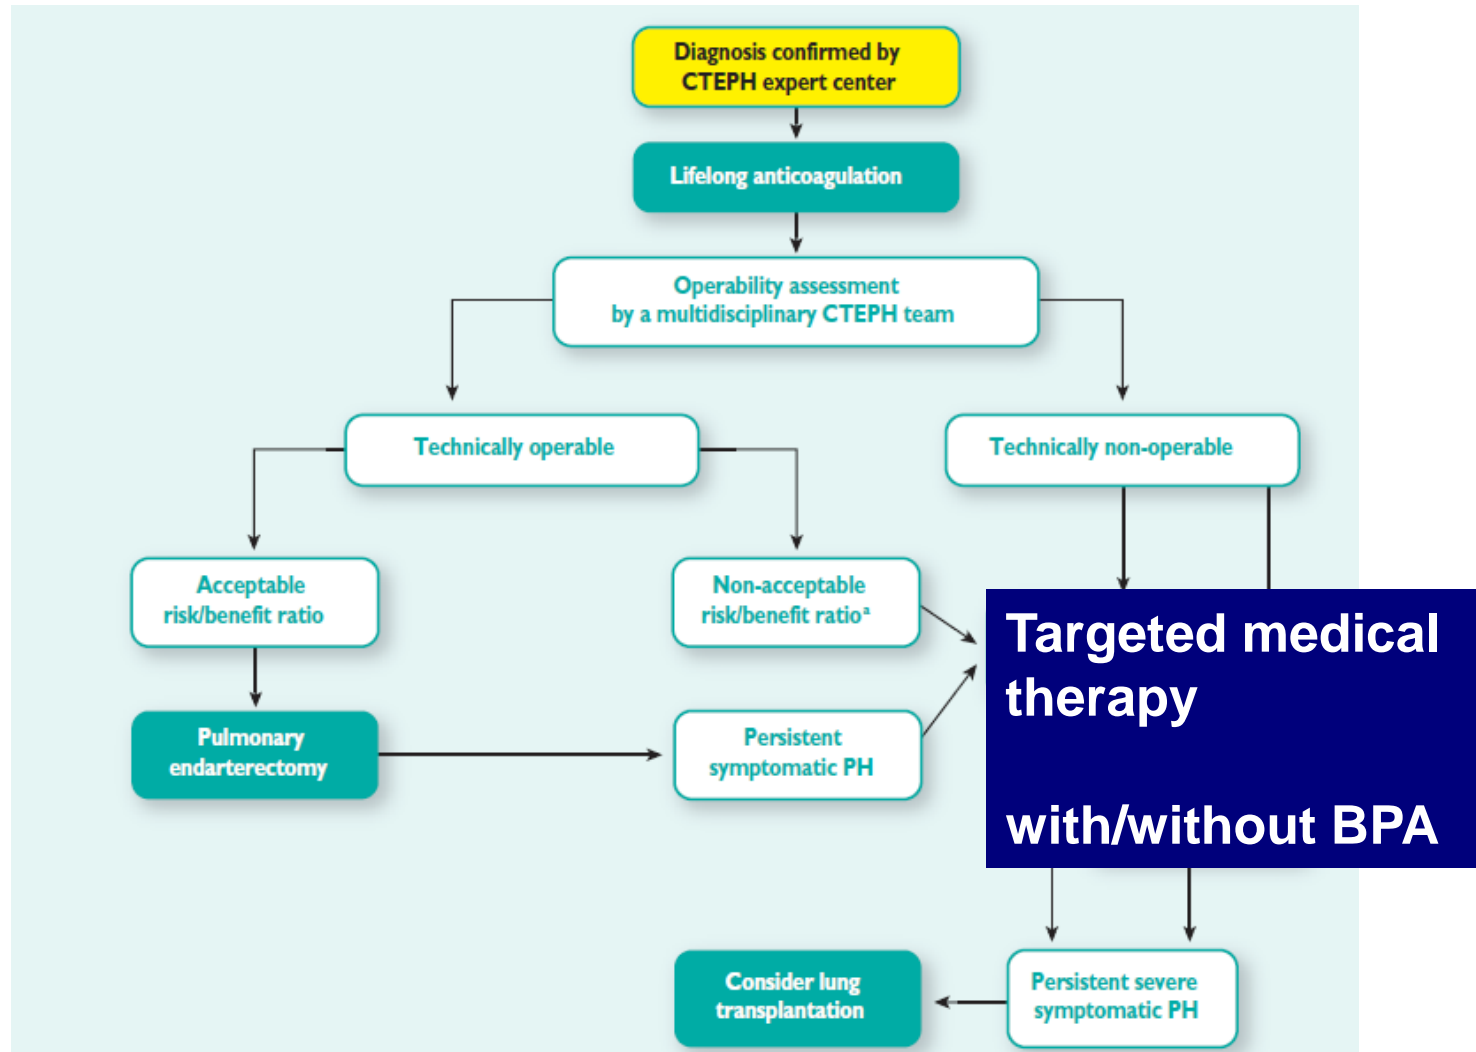 Diagnosis confirmed by
CTEPH expert center
Lifelong anticoagulation
Operability assessment
by a multidisciplinary CTEPH team
Technically operable
Technically non-operable
Acceptable
risk/benefit ratio
Non-acceptable
risk/benefit ratioᵃ
Targeted medical
therapy
with/without BPA
Pulmonary
endarterectomy
Persistent
symptomatic PH
Consider lung
transplantation
Persistent severe
symptomatic PH